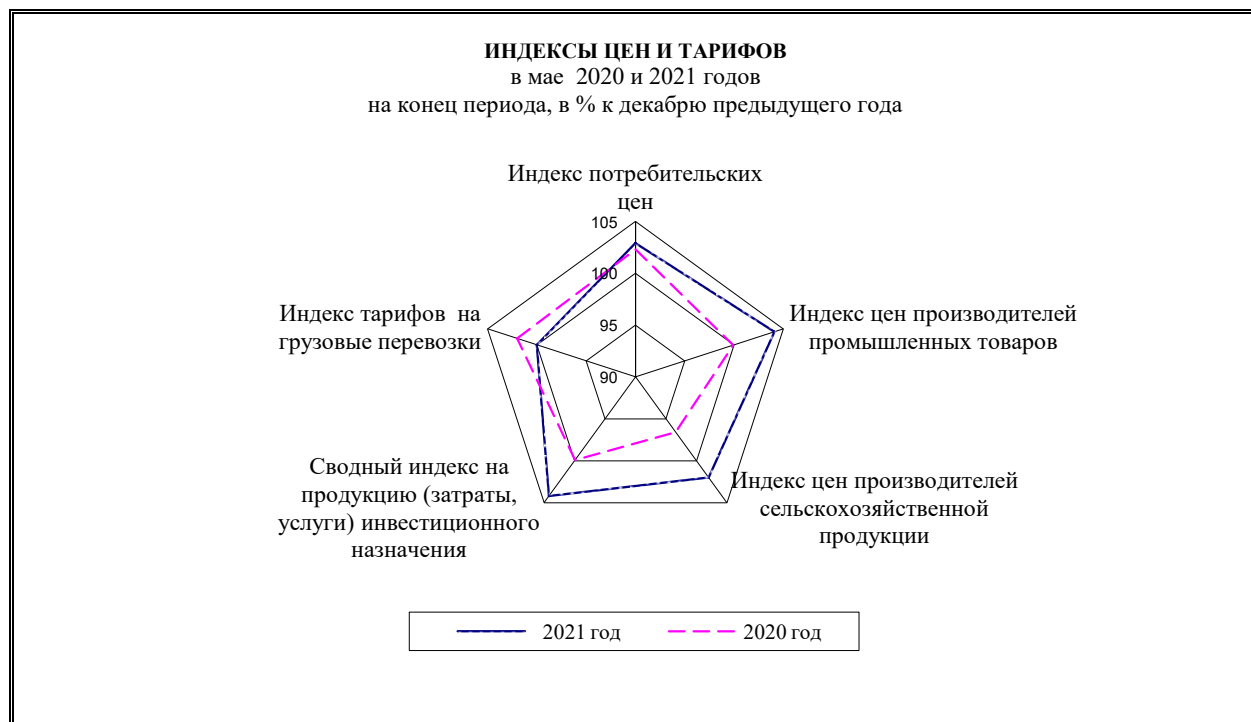 ИНДЕКСЫ ЦЕН И ТАРИФОВ
в мае 2020 и 2021 годов
на конец периода, в % к декабрю предыдущего года
Индекс потребительских
цен
105
100
95
90
Индекс цен производителей
промышленных товаров
Индекс цен производителей
сельскохозяйственной
продукции
Сводный индекс на
продукцию (затраты,
услуги) инвестиционного
назначения
Индекс тарифов на
грузовые перевозки
2021 год
2020 год